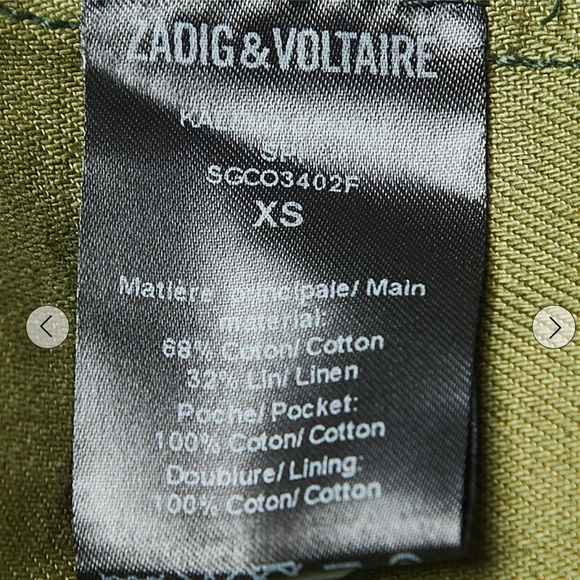 ZADIG&VOLTAIRE
SGCO3402F
XS
Matière principale/ Main
material:
68% Coton/ Cotton
32% Lin/ Linen
Poche/ Pocket:
100% Coton/ Cotton
Doublure/ Lining:
100% Coton/ Cotton